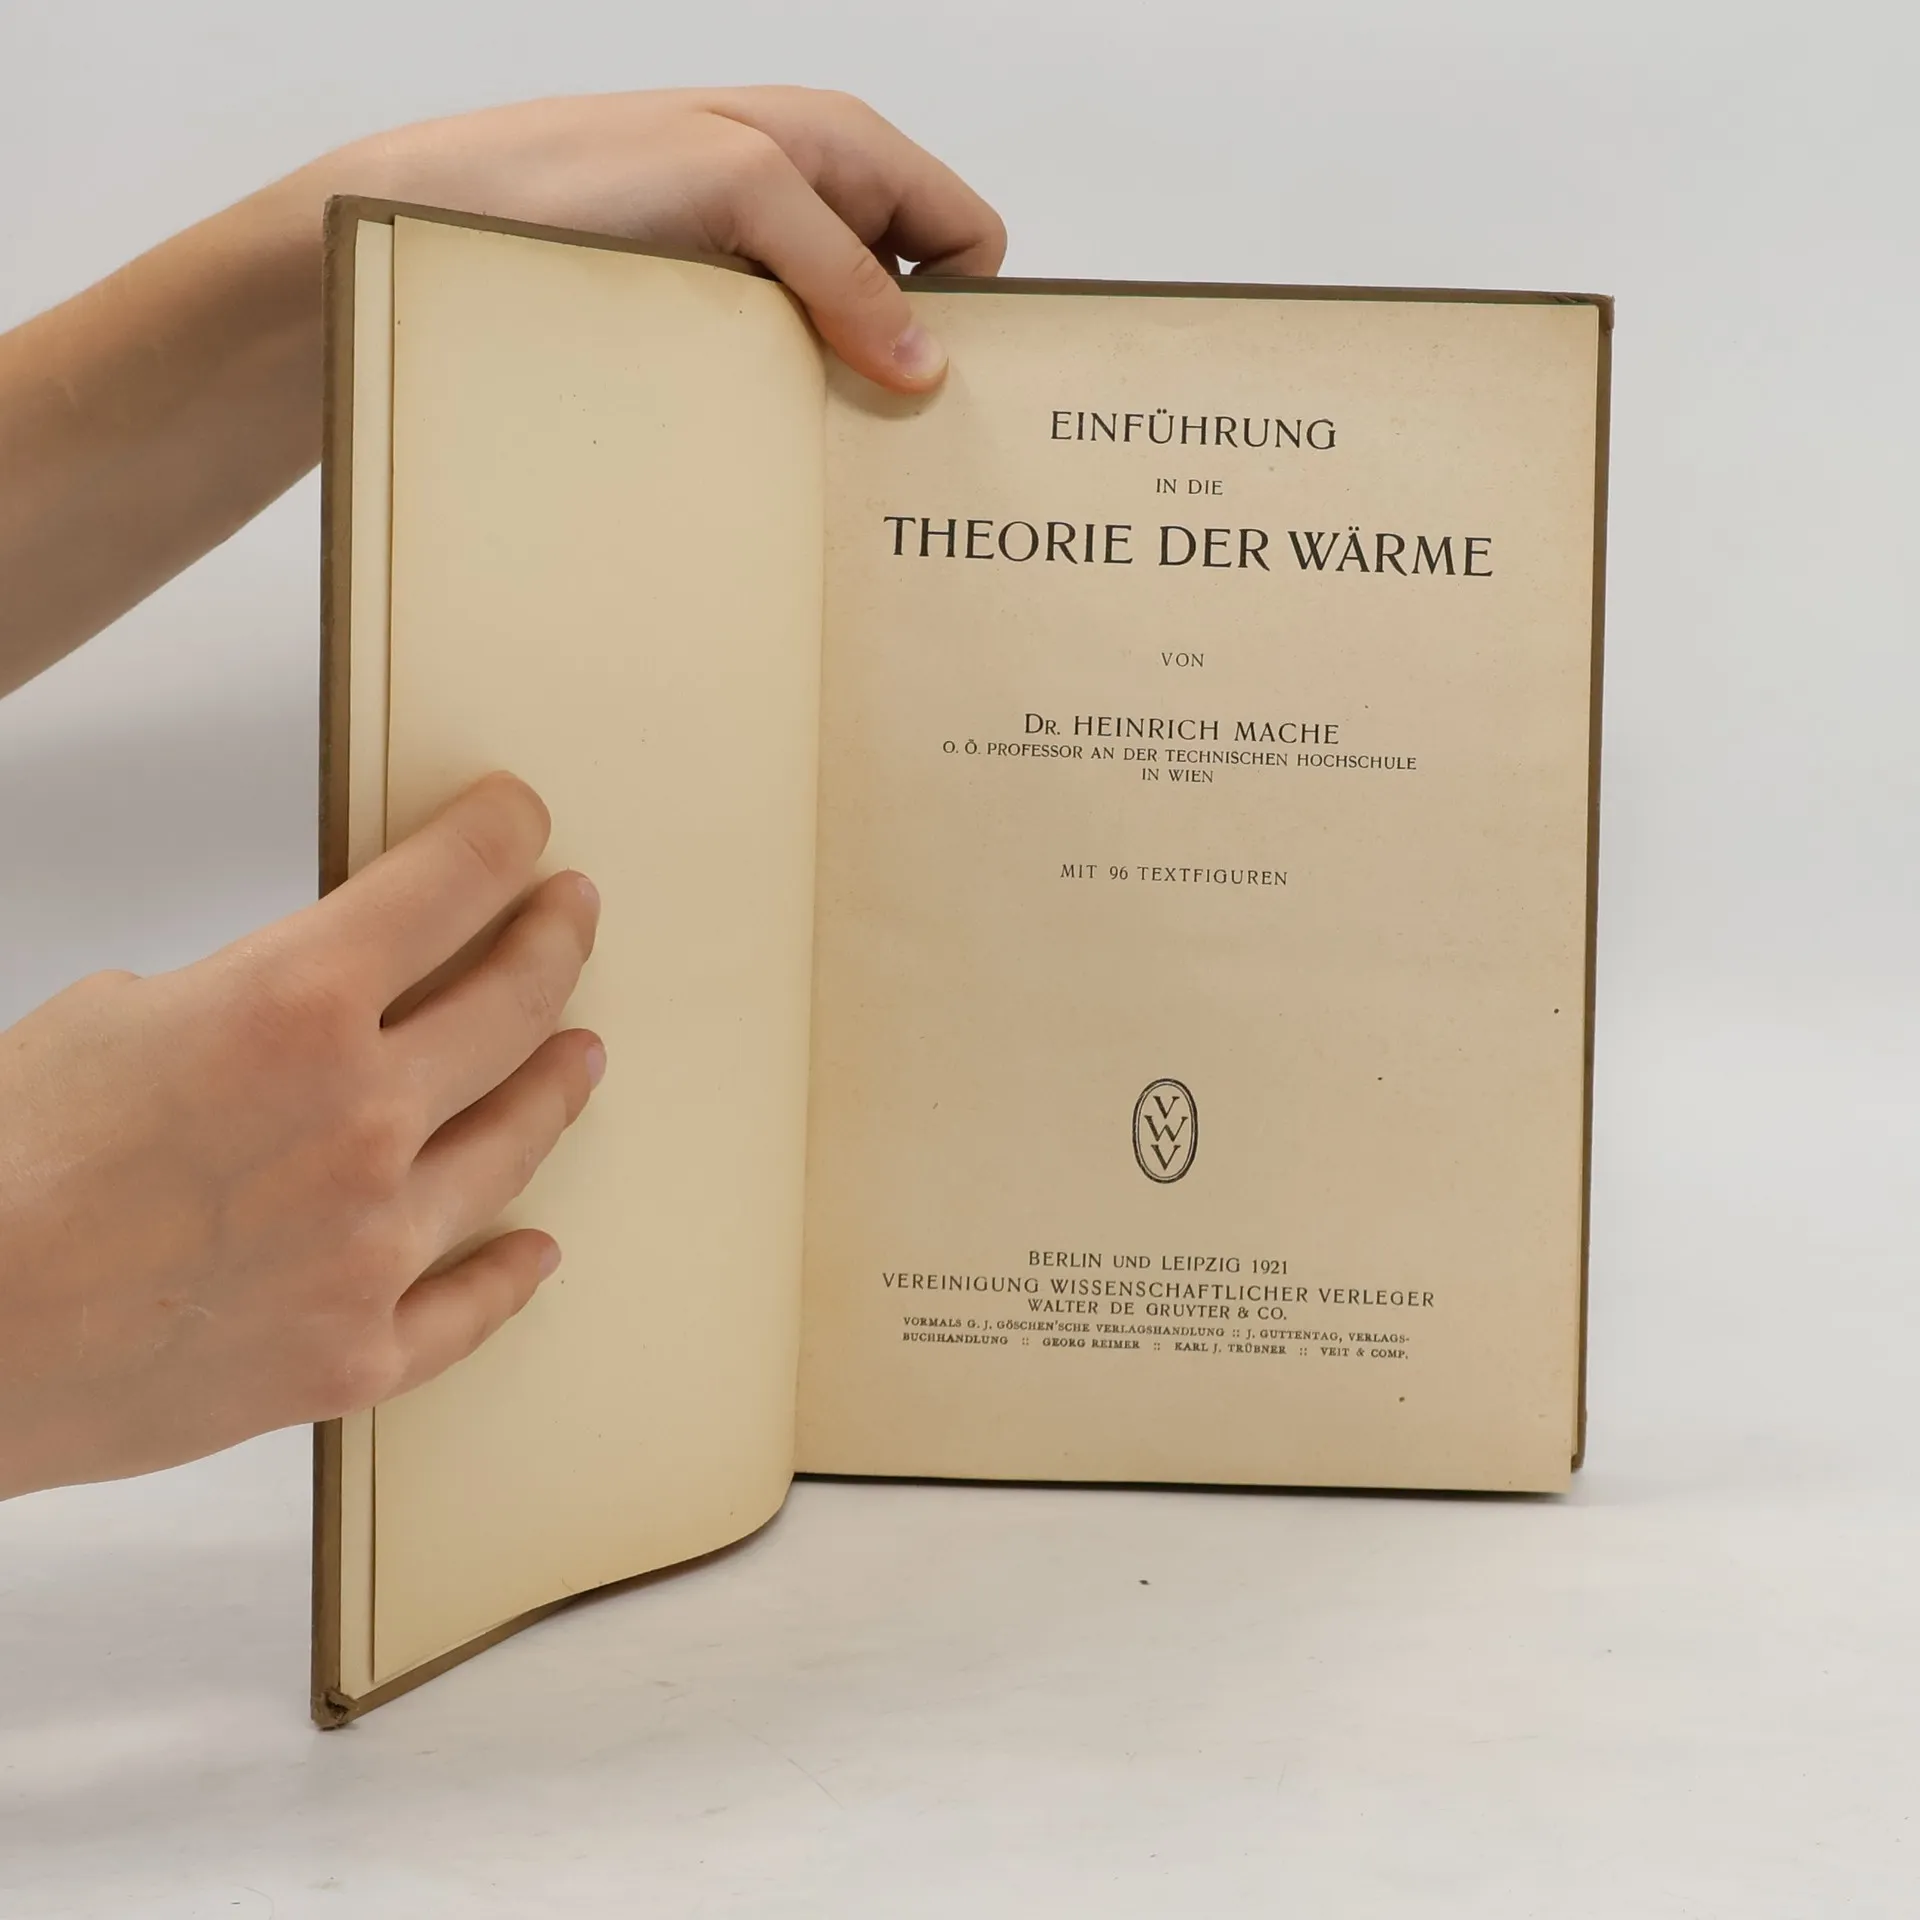 EINFÜHRUNG
IN DIE
THEORIE DER WÄRME
VON
DR. HEINRICH MACHE
O. Ö. PROFESSOR AN DER TECHNISCHEN HOCHSCHULE
IN WIEN
MIT 96 TEXTFIGUREN
V
W
V
BERLIN UND LEIPZIG 1921
VEREINIGUNG WISSENSCHAFTLICHER VERLEGER
WALTER DE GRUYTER & CO.
VORMALS G. J. GÖSCHEN'SCHE VERLAGSHANDLUNG :: J. GUTTENTAG, VERLAGS-
BUCHHANDLUNG :: GEORG REIMER :: KARL J. TRÜBNER :: VEIT & COMP.